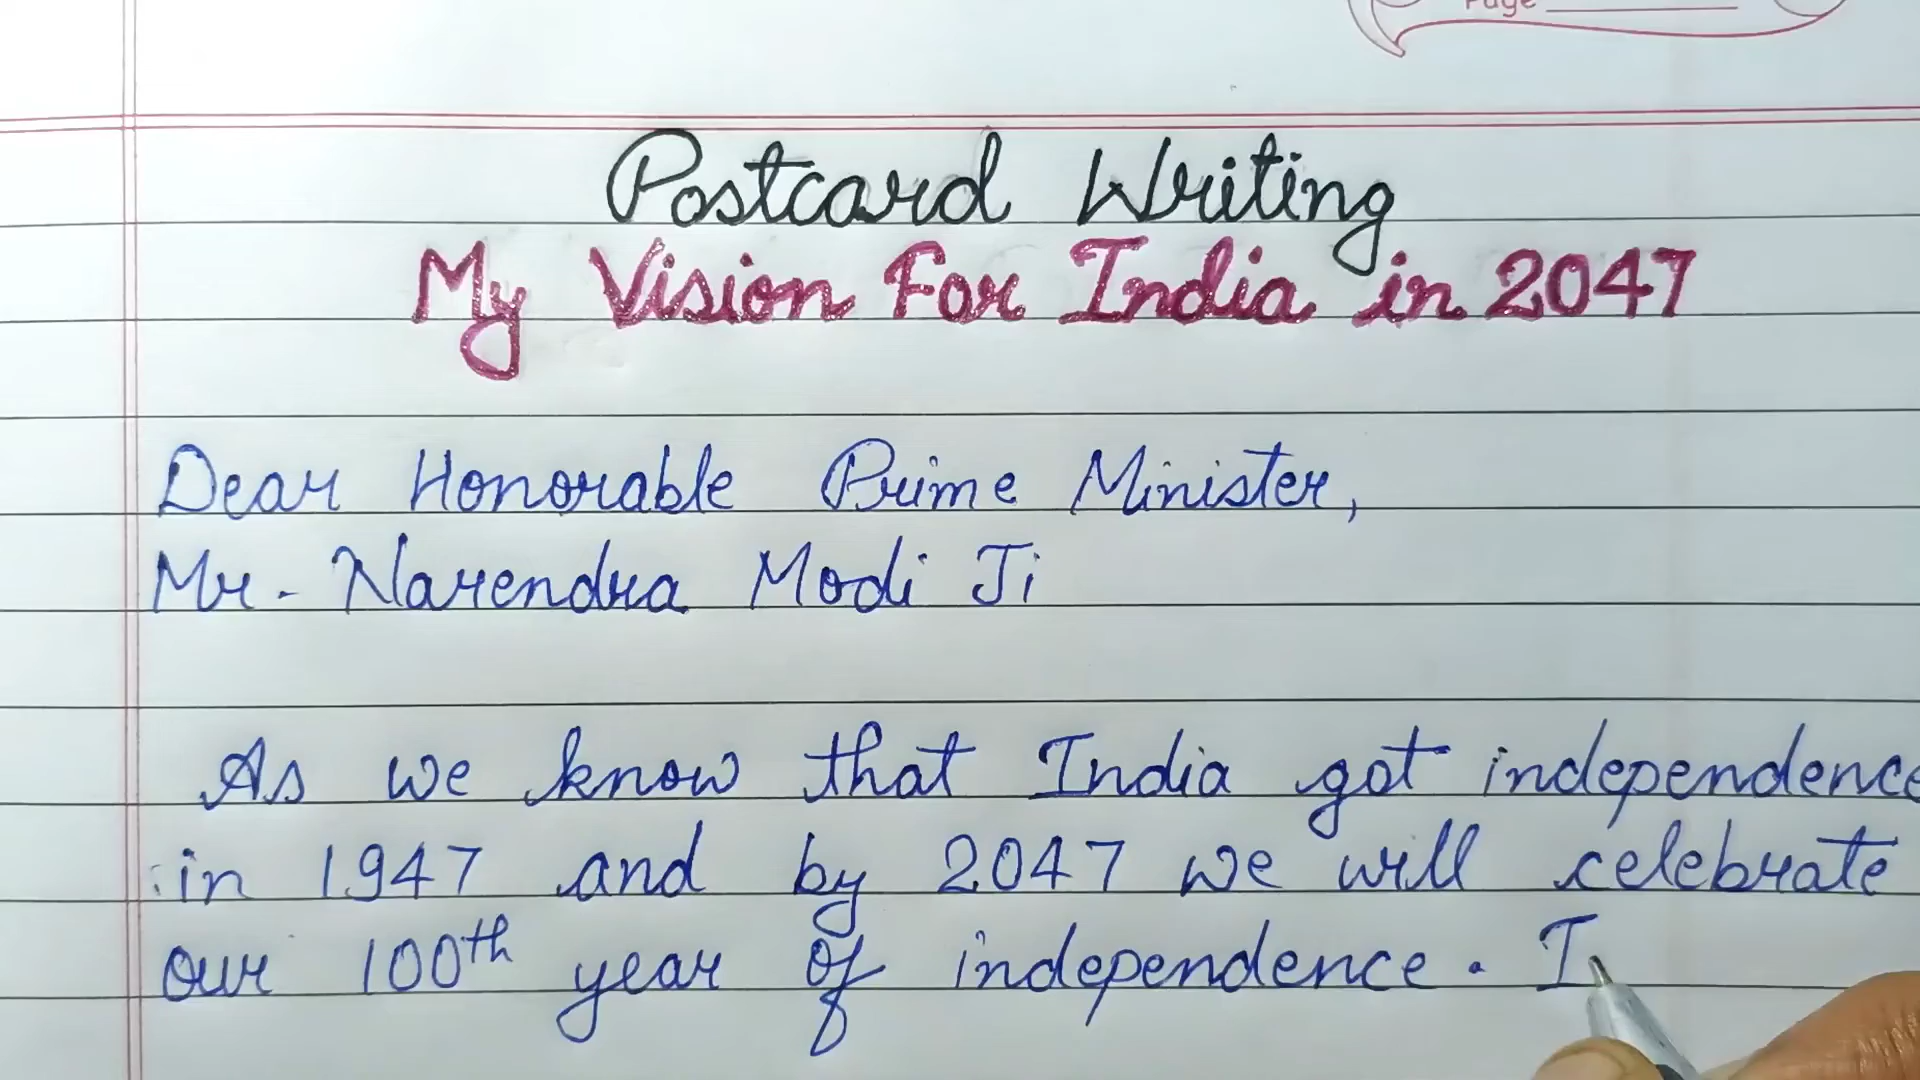 Page
Postcard Writing
My Vision For India in 2047
Dear Honorable Prime Minister,
Mr. Narendra Modi Ji
As we know that India got independence
in 1947 and by 2047 we will celebrate
our 100th year of independence. I